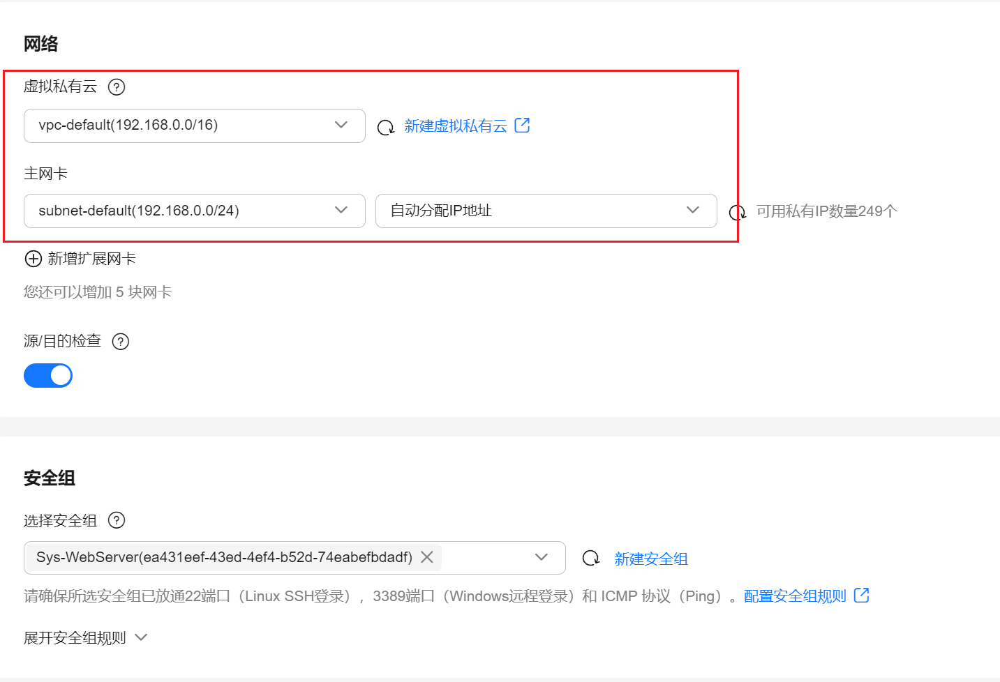 网络
虚拟私有云 ?
vpc-default(192.168.0.0/16) 新建虚拟私有云
主网卡
subnet-default(192.168.0.0/24) 自动分配IP地址 可用私有IP数量249个
新增扩展网卡
您还可以增加 5 块网卡
源/目的检查 ?
安全组
选择安全组 ?
Sys-WebServer(ea431eef-43ed-4ef4-b52d-74eabefbdadf) 新建安全组
请确保所选安全组已放通22端口（Linux SSH登录），3389端口（Windows远程登录）和 ICMP 协议（Ping）。配置安全组规则
展开安全组规则